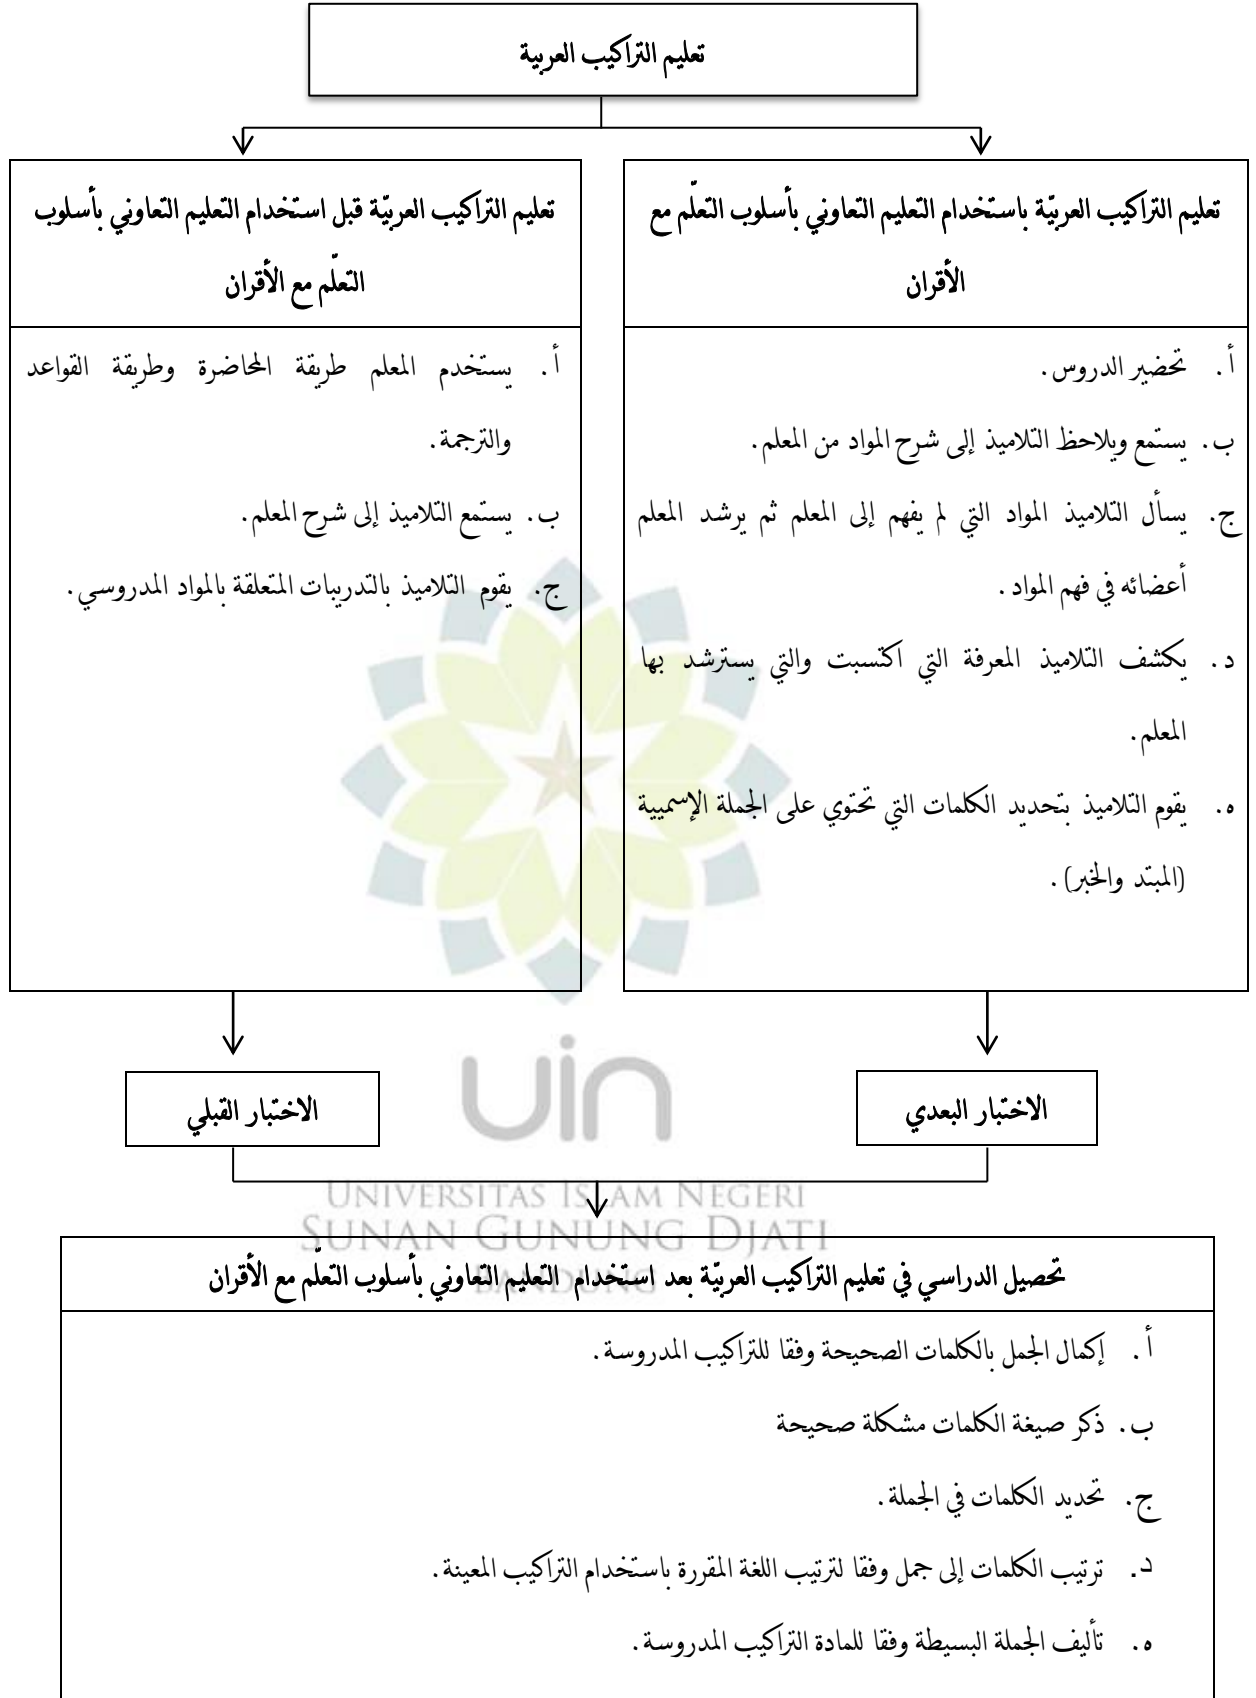 تعليم التراكيب العربية
تعليم التراكيب العربيّة باستخدام التعليم التعاوني بأسلوب التعلّم مع
الأقران
أ. تحضير الدروس.
ب. يستمع ويلاحظ التلاميذ إلى شرح المواد من المعلم.
ج. يسأل التلاميذ المواد التي لم يفهم إلى المعلم ثم يرشد المعلم
أعضائه في فهم المواد.
د. يكشف التلاميذ المعرفة التي اكتسبت والتي يسترشد بها
المعلم.
ه. يقوم التلاميذ بتحديد الكلمات التي تحتوي على الجملة الإسميية
(المبتد والخبر).
تعليم التراكيب العربيّة قبل استخدام التعليم التعاوني بأسلوب
التعلّم مع الأقران
أ. يستخدم المعلم طريقة المحاضرة وطريقة القواعد
والترجمة.
ب. يستمع التلاميذ إلى شرح المعلم.
ج. يقوم التلاميذ بالتدريبات المتعلقة بالمواد المدروسي.
الاختبار البعدي
الاختبار القبلي
uin
UNIVERSITAS ISLAM NEGERI
SUNAN GUNUNG DJATI
BANDUNG
تحصيل الدراسي في تعليم التراكيب العربيّة بعد استخدام التعليم التعاوني بأسلوب التعلّم مع الأقران
أ. إكمال الجمل بالكلمات الصحيحة وفقا للتراكيب المدروسة.
ب. ذكر صيغة الكلمات مشكلة صحيحة
ج. تحديد الكلمات في الجملة.
د. ترتيب الكلمات إلى جمل وفقا لترتيب اللغة المقررة باستخدام التراكيب المعينة.
ه. تأليف الجملة البسيطة وفقا للمادة التراكيب المدروسة.